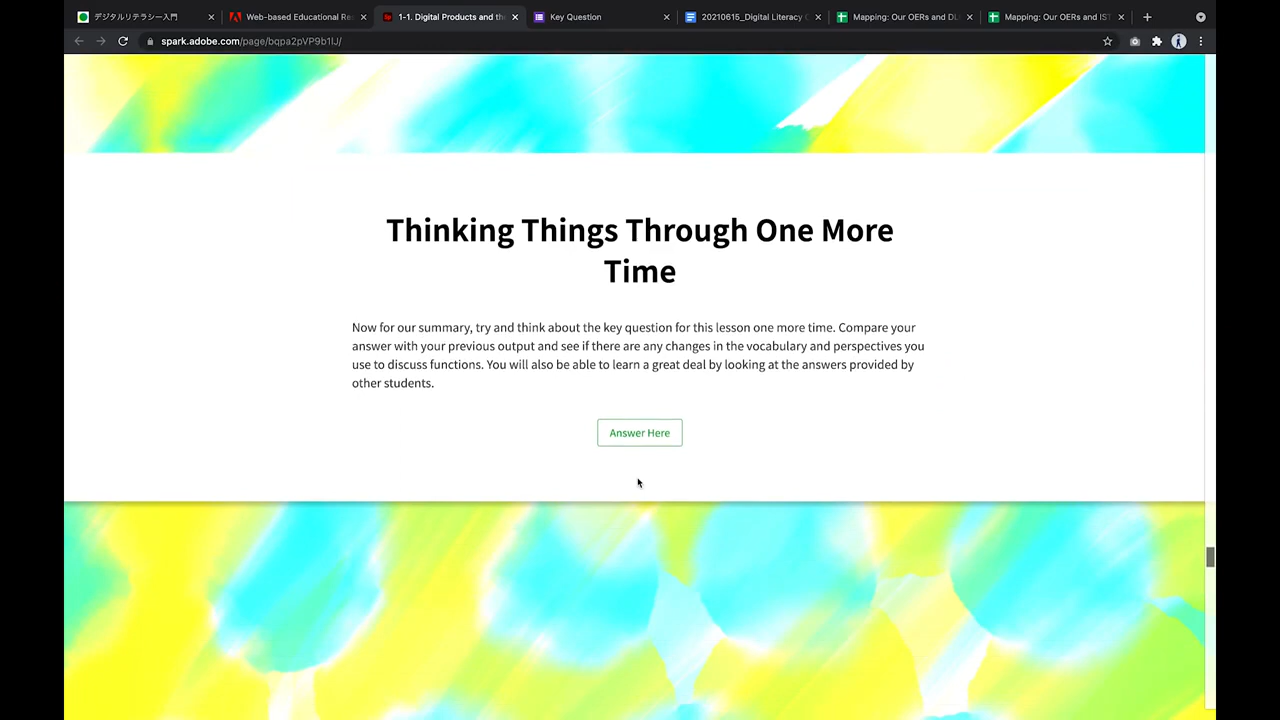 デジタルリテラシー入門
Web-based Educational Re
1-1. Digital Products and th
Key Question
20210615_Digital Literacy
Mapping: Our OERs and DL
Mapping: Our OERs and IST
spark.adobe.com/page/bqpa2pVP9b1IJ/
Thinking Things Through One More
Time
Now for our summary, try and think about the key question for this lesson one more time. Compare your
answer with your previous output and see if there are any changes in the vocabulary and perspectives you
use to discuss functions. You will also be able to learn a great deal by looking at the answers provided by
other students.
Answer Here